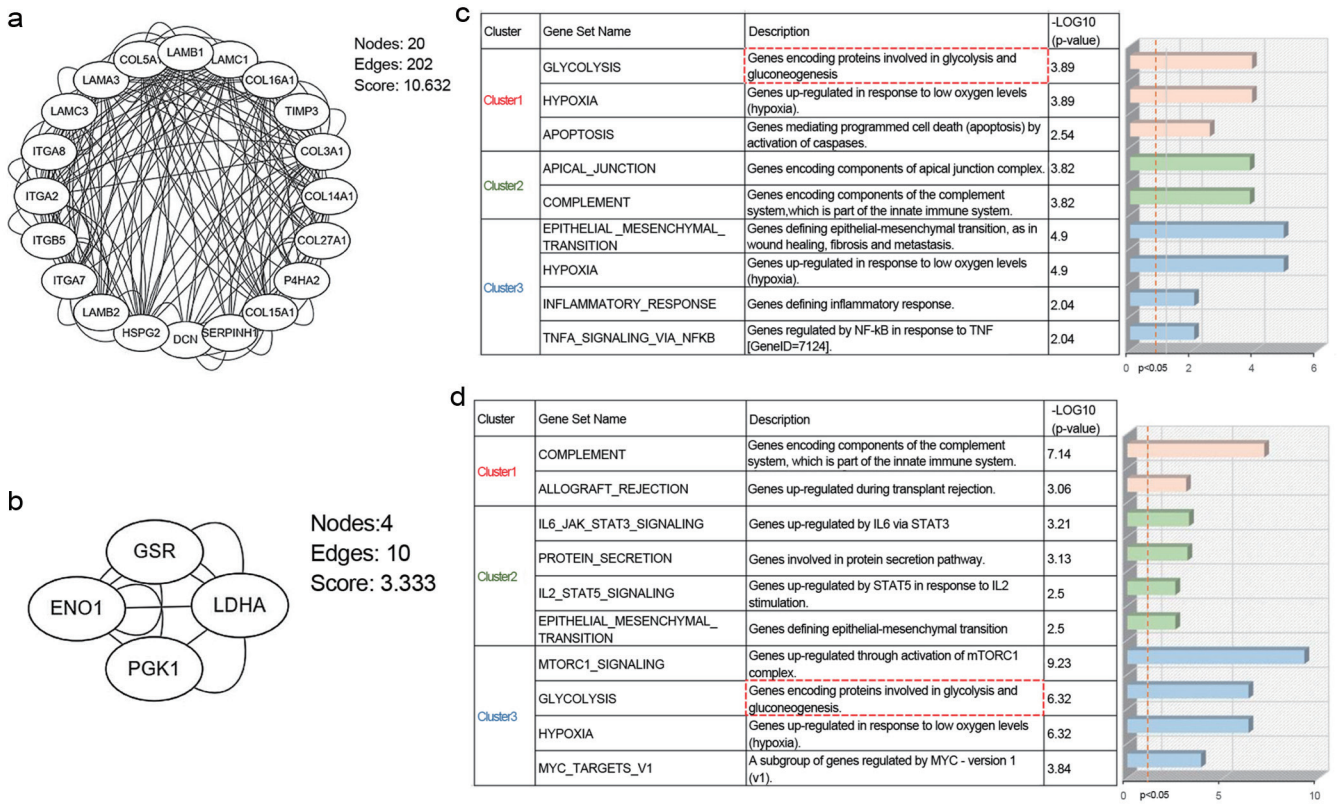 a
LAMB1
COL5A1
LAMC1
LAMA3
COL16A1
LAMC3
TIMP3
ITGA8
COL3A1
ITGA2
COL14A1
ITGB5
COL27A1
ITGA7
P4HA2
LAMB2
COL15A1
HSPG2
DCN
SERPINH1
Nodes: 20
Edges: 202
Score: 10.632
b
GSR
ENO1
LDHA
PGK1
Nodes:4
Edges: 10
Score: 3.333
c
Cluster Gene Set Name Description -LOG10
(p-value)
Cluster1
GLYCOLYSIS Genes encoding proteins involved in glycolysis and
gluconeogenesis 3.89
HYPOXIA Genes up-regulated in response to low oxygen levels
(hypoxia). 3.89
APOPTOSIS Genes mediating programmed cell death (apoptosis) by
activation of caspases. 2.54
Cluster2
APICAL_JUNCTION Genes encoding components of apical junction complex. 3.82
COMPLEMENT Genes encoding components of the complement
system,which is part of the innate immune system. 3.82
Cluster3
EPITHELIAL _MESENCHYMAL_
TRANSITION
Genes defining epithelial-mesenchymal transition, as in
wound healing, fibrosis and metastasis. 4.9
HYPOXIA Genes up-regulated in response to low oxygen levels
(hypoxia). 4.9
INFLAMMATORY_RESPONSE Genes defining inflammatory response. 2.04
TNFA_SIGNALING_VIA_NFKB Genes regulated by NF-kB in response to TNF
[GeneID=7124]. 2.04
0 p<0.05 2 4 6
d
Cluster Gene Set Name Description -LOG10
(p-value)
Cluster1
COMPLEMENT Genes encoding components of the complement
system, which is part of the innate immune system. 7.14
ALLOGRAFT_REJECTION Genes up-regulated during transplant rejection. 3.06
Cluster2
IL6_JAK_STAT3_SIGNALING Genes up-regulated by IL6 via STAT3 3.21
PROTEIN_SECRETION Genes involved in protein secretion pathway. 3.13
IL2_STAT5_SIGNALING Genes up-regulated by STAT5 in response to IL2
stimulation. 2.5
EPITHELIAL_MESENCHYMAL_
TRANSITION
Genes defining epithelial-mesenchymal transition 2.5
Cluster3
MTORC1_SIGNALING Genes up-regulated through activation of mTORC1
complex. 9.23
GLYCOLYSIS Genes encoding proteins involved in glycolysis and
gluconeogenesis. 6.32
HYPOXIA Genes up-regulated in response to low oxygen levels
(hypoxia). 6.32
MYC_TARGETS_V1 A subgroup of genes regulated by MYC - version 1
(v1). 3.84
0 p<0.05 5 10